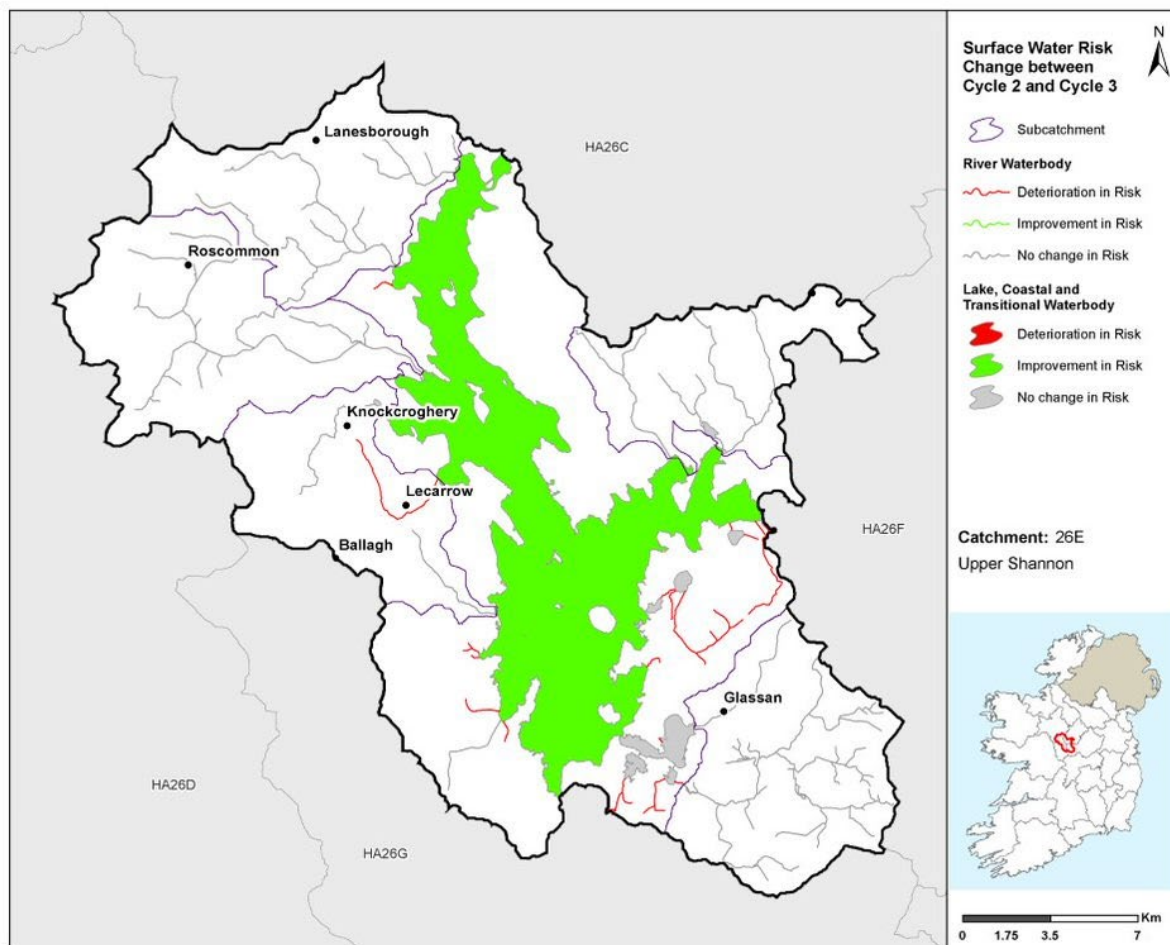 HA26C
Lanesborough
Roscommon
Knockcroghery
Lecarrow
Ballagh
HA26F
Glassan
HA26D
HA26G
Surface Water Risk
Change between
Cycle 2 and Cycle 3
N
Subcatchment
River Waterbody
Deterioration in Risk
Improvement in Risk
No change in Risk
Lake, Coastal and
Transitional Waterbody
Deterioration in Risk
Improvement in Risk
No change in Risk
Catchment: 26E
Upper Shannon
Km
0 1.75 3.5 7